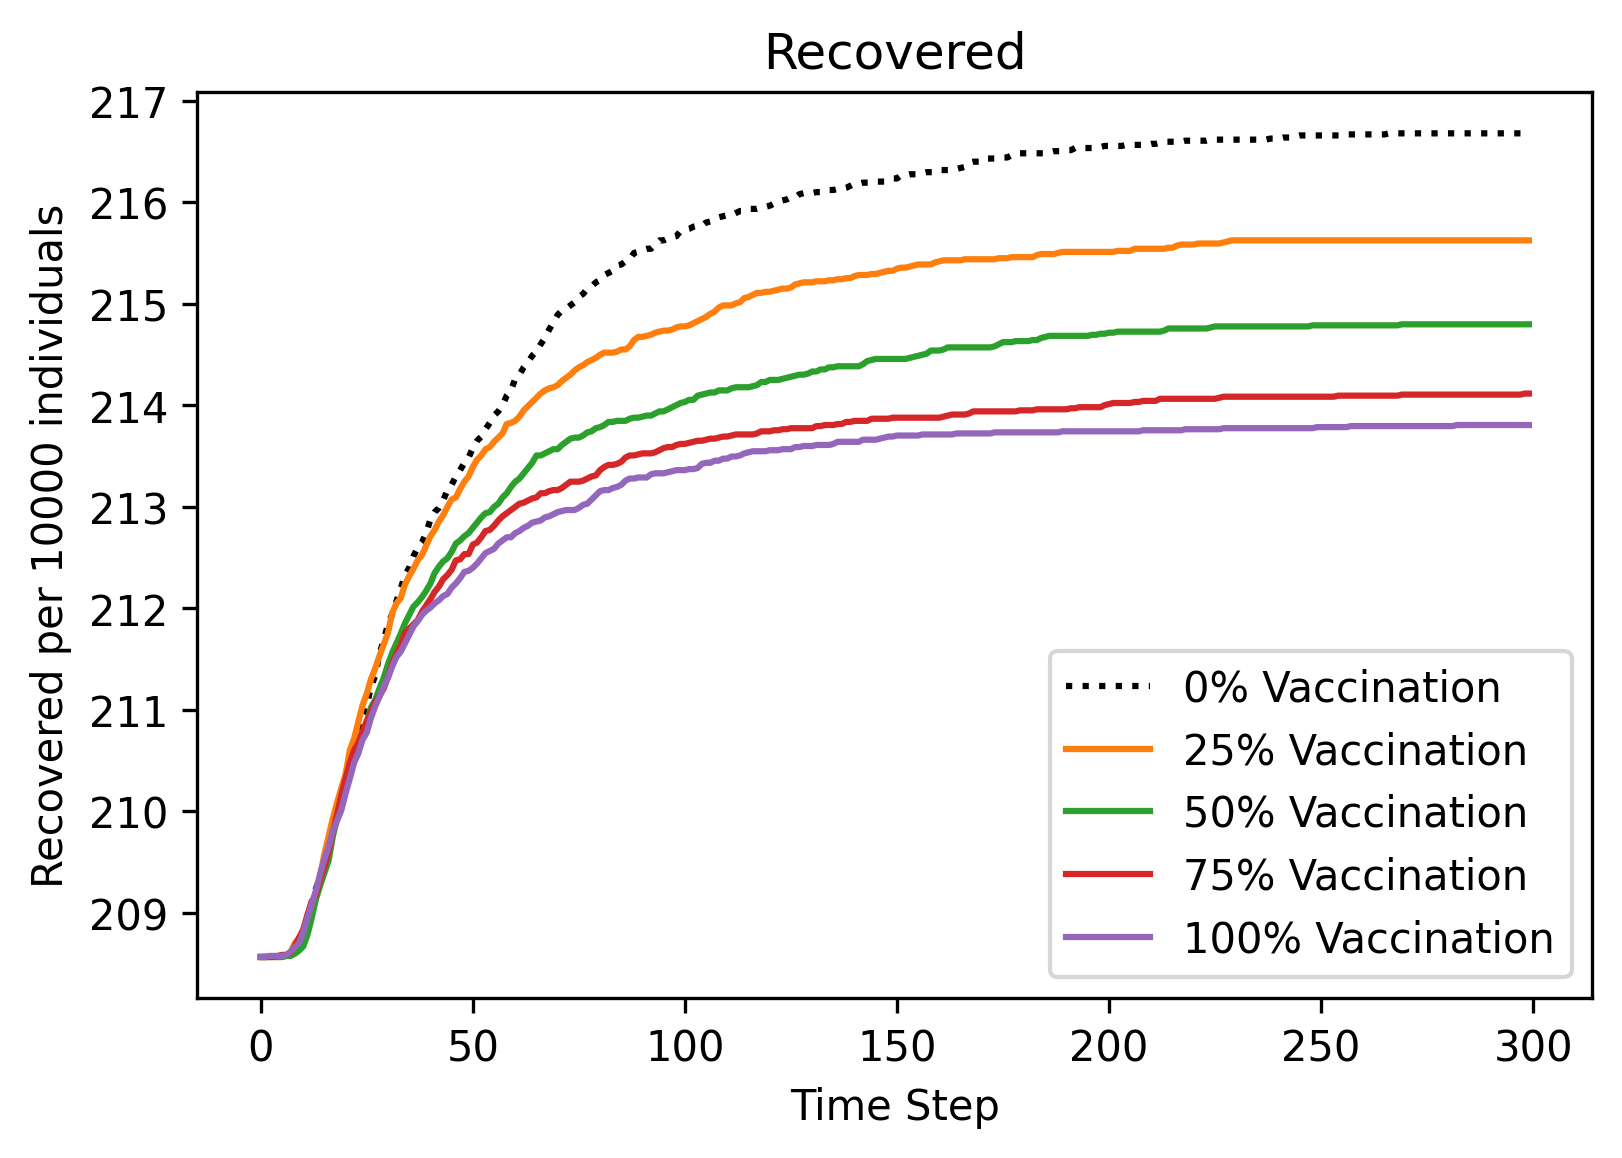 Recovered
Recovered per 10000 individuals
217
216
215
214
213
212
211
210
209
0% Vaccination
25% Vaccination
50% Vaccination
75% Vaccination
100% Vaccination
0 50 100 150 200 250 300
Time Step